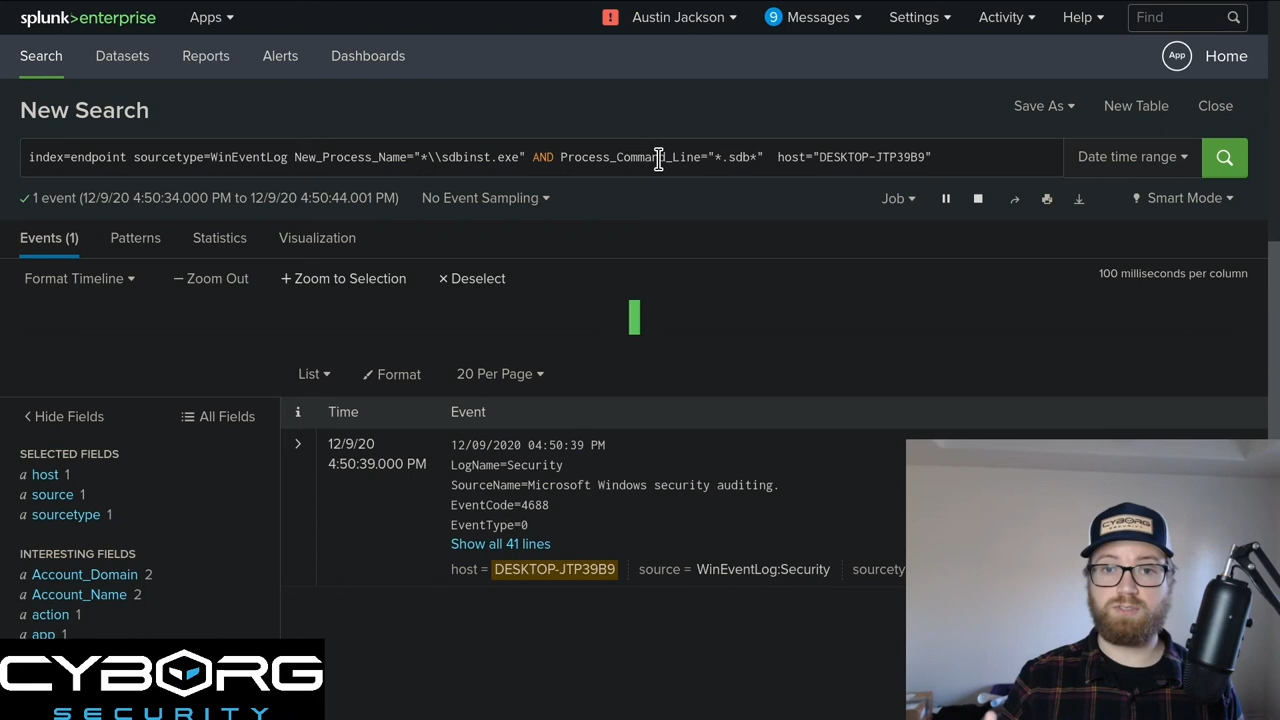 splunk>enterprise Apps ! Austin Jackson 9 Messages Settings Activity Help Find
Search Datasets Reports Alerts Dashboards App Home
New Search Save As New Table Close
index=endpoint sourcetype=WinEventLog New_Process_Name="*\\sdbinst.exe" AND Process_Command_Line="*.sdb*" host="DESKTOP-JTP39B9" Date time range
✓ 1 event (12/9/20 4:50:34.000 PM to 12/9/20 4:50:44.001 PM) No Event Sampling Job Smart Mode
Events (1) Patterns Statistics Visualization
Format Timeline — Zoom Out + Zoom to Selection × Deselect 100 milliseconds per column
List Format 20 Per Page
< Hide Fields All Fields i Time Event
SELECTED FIELDS
a host 1
a source 1
a sourcetype 1
INTERESTING FIELDS
a Account_Domain 2
a Account_Name 2
a action 1
a app 1
> 12/9/20
4:50:39.000 PM
12/09/2020 04:50:39 PM
LogName=Security
SourceName=Microsoft Windows security auditing.
EventCode=4688
EventType=0
Show all 41 lines
host = DESKTOP-JTP39B9 source = WinEventLog:Security sourcety
CYBORG
SECURITY
CYBORG